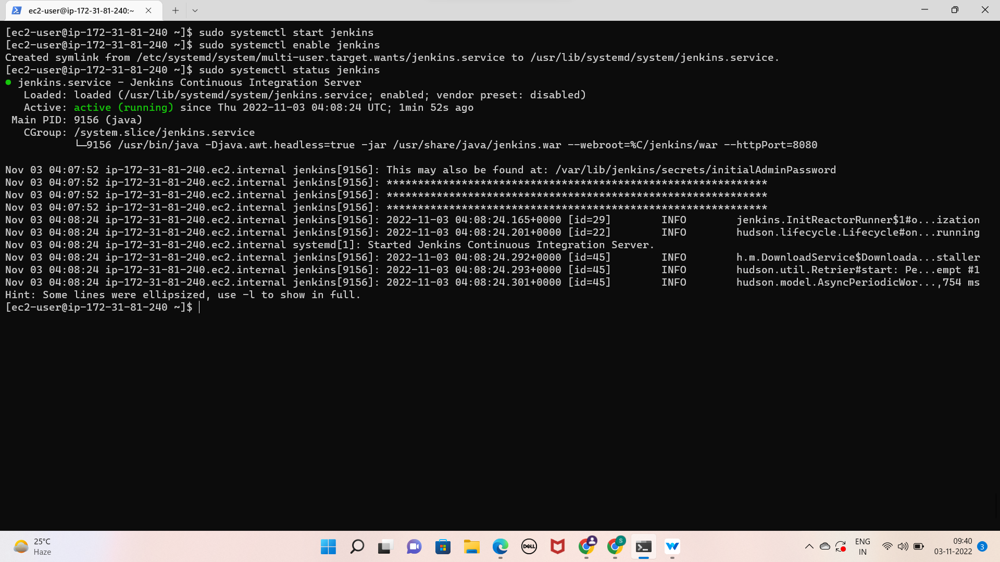 ec2-user@ip-172-31-81-240:~
[ec2-user@ip-172-31-81-240 ~]$ sudo systemctl start jenkins
[ec2-user@ip-172-31-81-240 ~]$ sudo systemctl enable jenkins
Created symlink from /etc/systemd/system/multi-user.target.wants/jenkins.service to /usr/lib/systemd/system/jenkins.service.
[ec2-user@ip-172-31-81-240 ~]$ sudo systemctl status jenkins
● jenkins.service - Jenkins Continuous Integration Server
   Loaded: loaded (/usr/lib/systemd/system/jenkins.service; enabled; vendor preset: disabled)
   Active: active (running) since Thu 2022-11-03 04:08:24 UTC; 1min 52s ago
 Main PID: 9156 (java)
   CGroup: /system.slice/jenkins.service
           └─9156 /usr/bin/java -Djava.awt.headless=true -jar /usr/share/java/jenkins.war --webroot=%C/jenkins/war --httpPort=8080
Nov 03 04:07:52 ip-172-31-81-240.ec2.internal jenkins[9156]: This may also be found at: /var/lib/jenkins/secrets/initialAdminPassword
Nov 03 04:07:52 ip-172-31-81-240.ec2.internal jenkins[9156]: *************************************************************
Nov 03 04:07:52 ip-172-31-81-240.ec2.internal jenkins[9156]: *************************************************************
Nov 03 04:07:52 ip-172-31-81-240.ec2.internal jenkins[9156]: *************************************************************
Nov 03 04:08:24 ip-172-31-81-240.ec2.internal jenkins[9156]: 2022-11-03 04:08:24.165+0000 [id=29]        INFO        jenkins.InitReactorRunner$1#o...ization
Nov 03 04:08:24 ip-172-31-81-240.ec2.internal jenkins[9156]: 2022-11-03 04:08:24.201+0000 [id=22]        INFO        hudson.lifecycle.Lifecycle#on...running
Nov 03 04:08:24 ip-172-31-81-240.ec2.internal systemd[1]: Started Jenkins Continuous Integration Server.
Nov 03 04:08:24 ip-172-31-81-240.ec2.internal jenkins[9156]: 2022-11-03 04:08:24.292+0000 [id=45]        INFO        h.m.DownloadService$Downloada...staller
Nov 03 04:08:24 ip-172-31-81-240.ec2.internal jenkins[9156]: 2022-11-03 04:08:24.293+0000 [id=45]        INFO        hudson.util.Retrier#start: Pe...empt #1
Nov 03 04:08:24 ip-172-31-81-240.ec2.internal jenkins[9156]: 2022-11-03 04:08:24.301+0000 [id=45]        INFO        hudson.model.AsyncPeriodicWor...,754 ms
Hint: Some lines were ellipsized, use -l to show in full.
[ec2-user@ip-172-31-81-240 ~]$
25°C
Haze
DELL
S
ENG
IN
09:40
03-11-2022
3